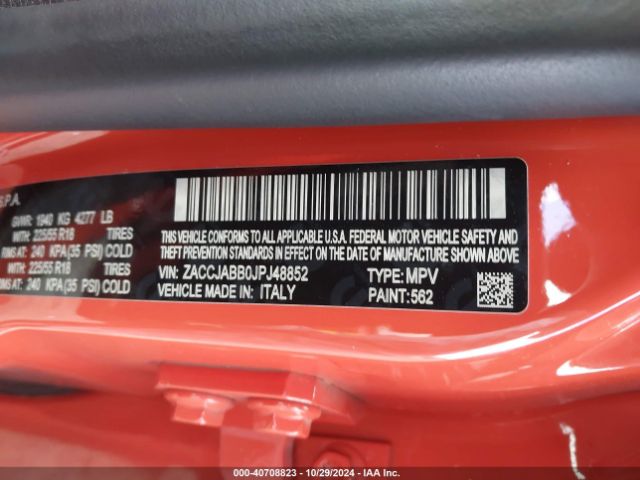 S.P.A.
GVWR: 1940 KG 4277 LB
WITH: 225/55 R18 TIRES
RIMS AT: 240 KPA(35 PSI) COLD
WITH: 225/55 R18 TIRES
RIMS AT: 240 KPA(35 PSI) COLD
THIS VEHICLE CONFORMS TO ALL APPLICABLE U.S.A. FEDERAL MOTOR VEHICLE SAFETY, BUMPER, AND
THEFT PREVENTION STANDARDS IN EFFECT ON THE DATE OF MANUFACTURE SHOWN ABOVE.
VIN: ZACCJABB0JPJ48852 TYPE: MPV
VEHICLE MADE IN: ITALY PAINT: 562
000-40708823 - 10/29/2024 - IAA Inc.